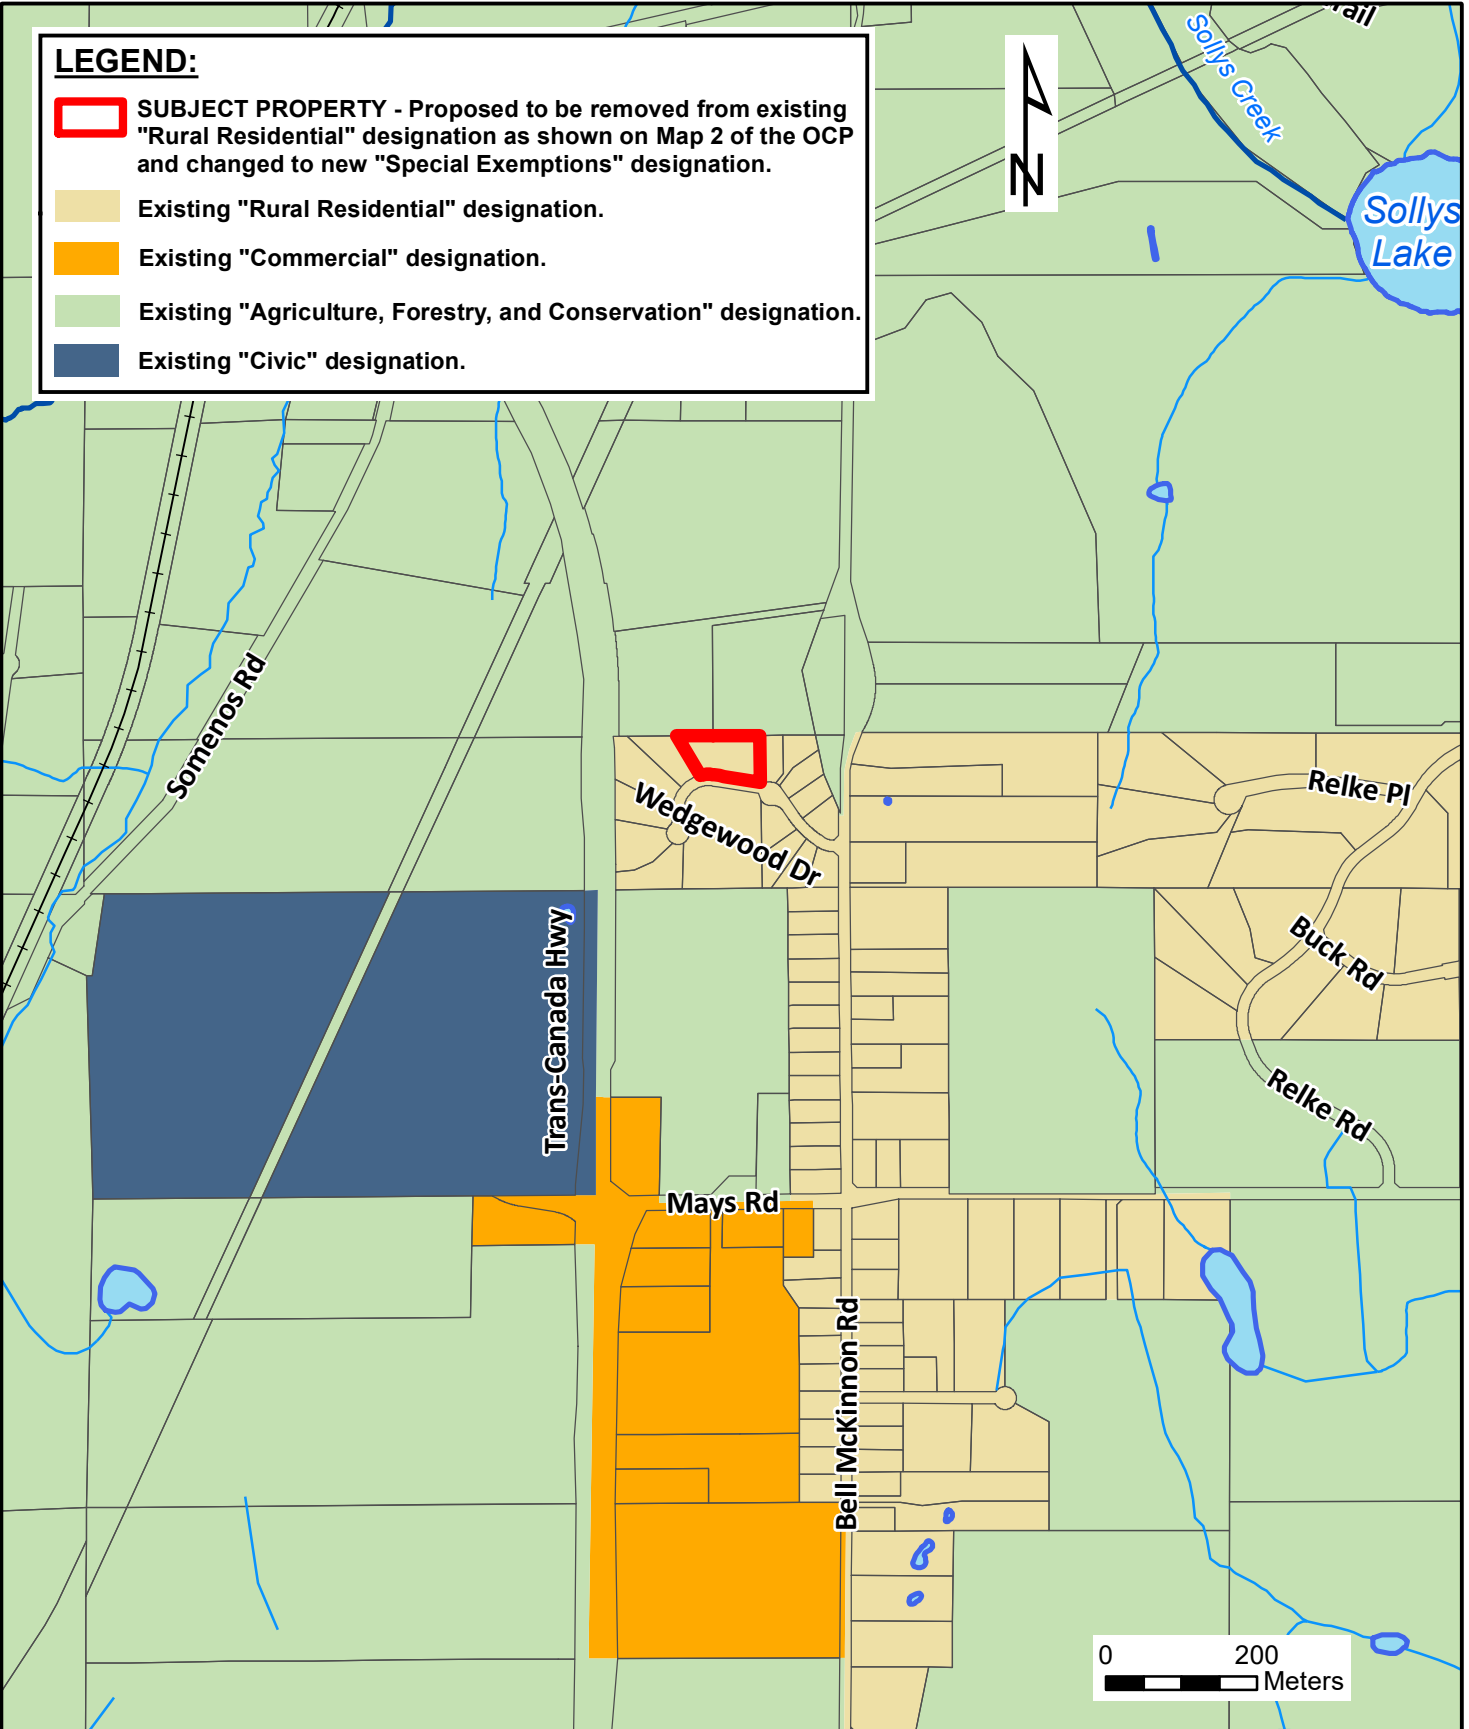 LEGEND:
SUBJECT PROPERTY - Proposed to be removed from existing
"Rural Residential" designation as shown on Map 2 of the OCP
and changed to new "Special Exemptions" designation.
Existing "Rural Residential" designation.
Existing "Commercial" designation.
Existing "Agriculture, Forestry, and Conservation" designation.
Existing "Civic" designation.
N
Sollys Creek
Sollys
Lake
Somenos Rd
Wedgewood Dr
Relke Pl
Buck Rd
Trans-Canada Hwy
Relke Rd
Mays Rd
Bell McKinnon Rd
0 200
Meters